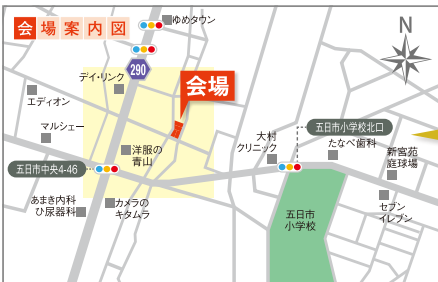 会場案内図
ゆめタウン
N
290
デイ・リンク
会場
エディオン
マルシェー
洋服の
青山
大村
クリニック
五日市小学校北口
たなべ歯科
新宮苑
庭球場
五日市中央4-46
あまき内科
ひ尿器科
カメラの
キタムラ
五日市
小学校
セブン
イレブン